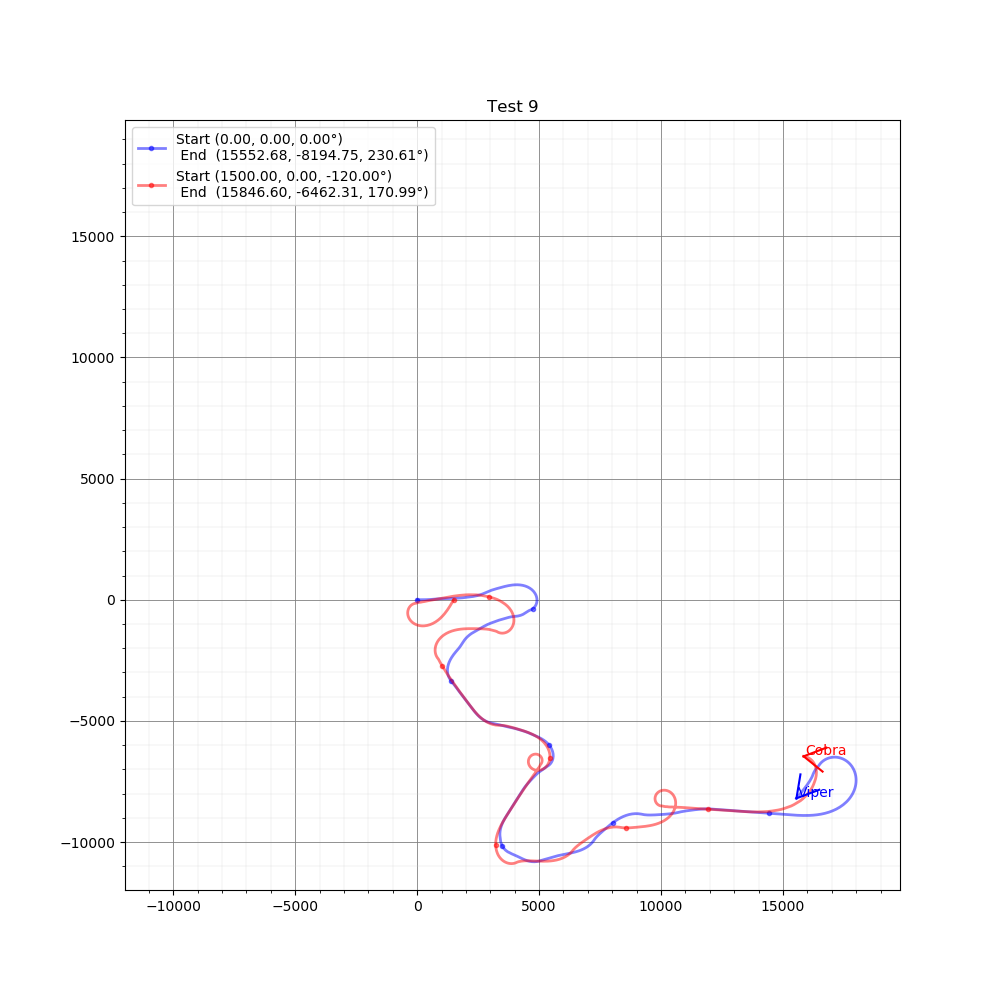 Test 9
Start (0.00, 0.00, 0.00°)
End (15552.68, -8194.75, 230.61°)
Start (1500.00, 0.00, -120.00°)
End (15846.60, -6462.31, 170.99°)
15000
10000
5000
0
−5000
−10000
Cobra
Viper
−10000
−5000
0
5000
10000
15000